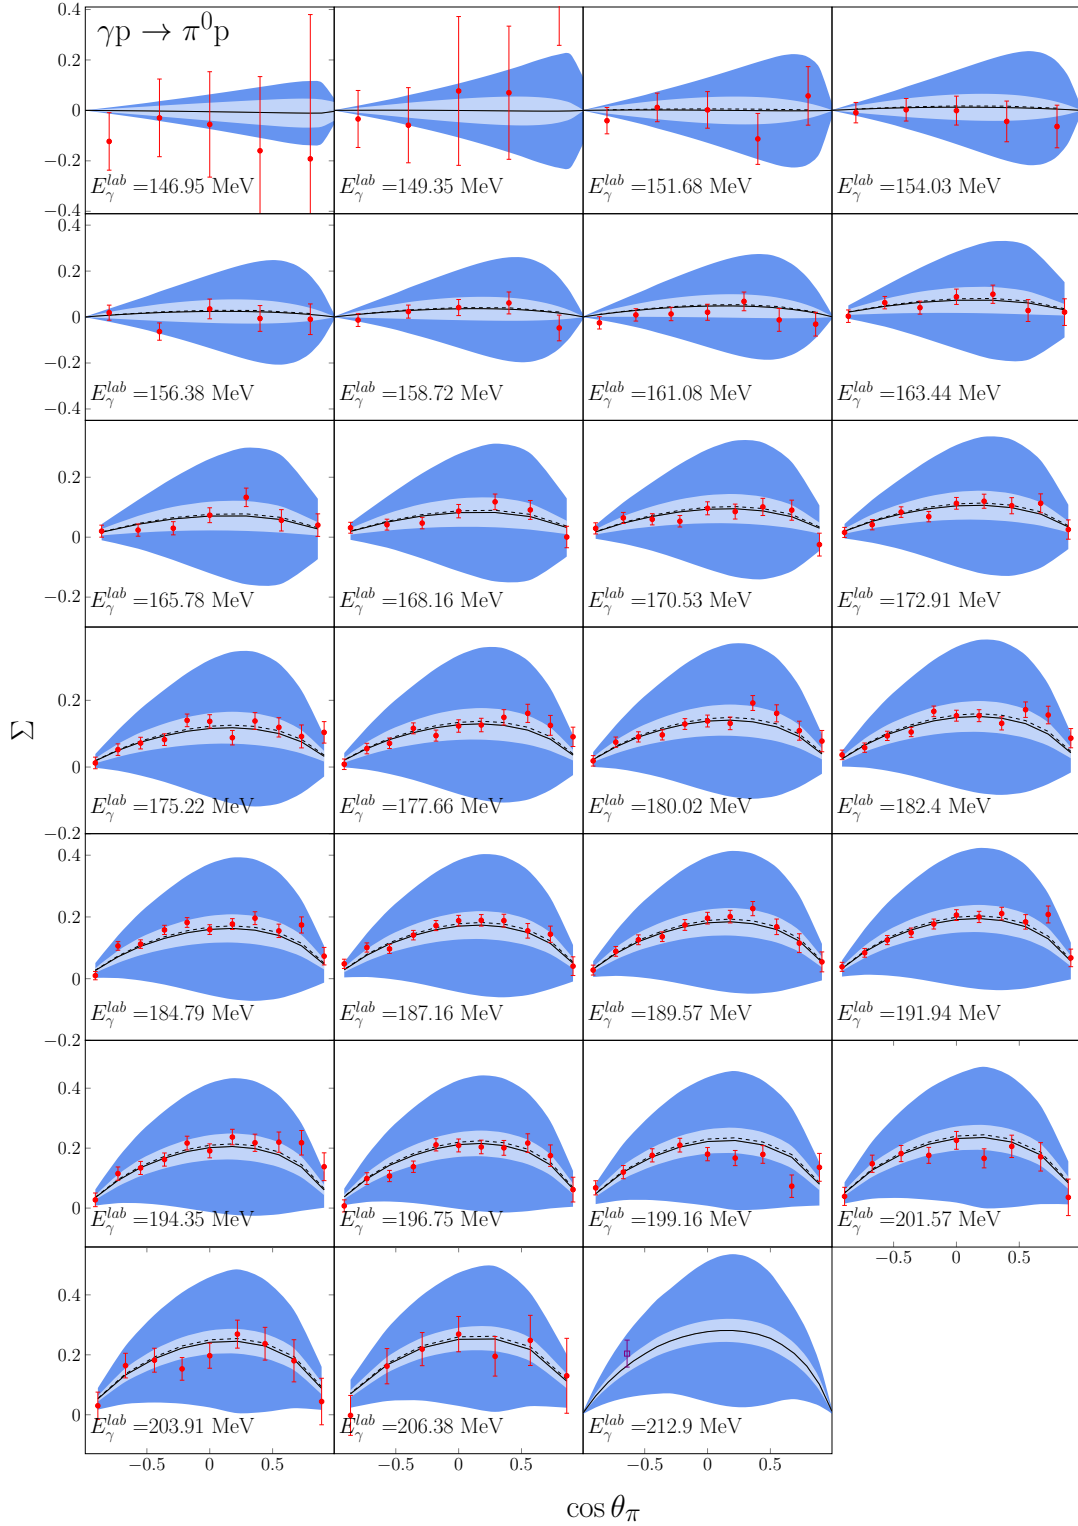 γp → π⁰p
0.4
0.2
0
−0.2
−0.4
E_γ^{lab} =146.95 MeV
E_γ^{lab} =149.35 MeV
E_γ^{lab} =151.68 MeV
E_γ^{lab} =154.03 MeV
0.4
0.2
0
−0.2
−0.4
E_γ^{lab} =156.38 MeV
E_γ^{lab} =158.72 MeV
E_γ^{lab} =161.08 MeV
E_γ^{lab} =163.44 MeV
0.2
0
−0.2
E_γ^{lab} =165.78 MeV
E_γ^{lab} =168.16 MeV
E_γ^{lab} =170.53 MeV
E_γ^{lab} =172.91 MeV
Σ
0.2
0
−0.2
E_γ^{lab} =175.22 MeV
E_γ^{lab} =177.66 MeV
E_γ^{lab} =180.02 MeV
E_γ^{lab} =182.4 MeV
0.4
0.2
0
−0.2
E_γ^{lab} =184.79 MeV
E_γ^{lab} =187.16 MeV
E_γ^{lab} =189.57 MeV
E_γ^{lab} =191.94 MeV
0.4
0.2
0
E_γ^{lab} =194.35 MeV
E_γ^{lab} =196.75 MeV
E_γ^{lab} =199.16 MeV
E_γ^{lab} =201.57 MeV
−0.5 0 0.5
0.4
0.2
0
E_γ^{lab} =203.91 MeV
E_γ^{lab} =206.38 MeV
E_γ^{lab} =212.9 MeV
−0.5 0 0.5
−0.5 0 0.5
−0.5 0 0.5
cos θ_π